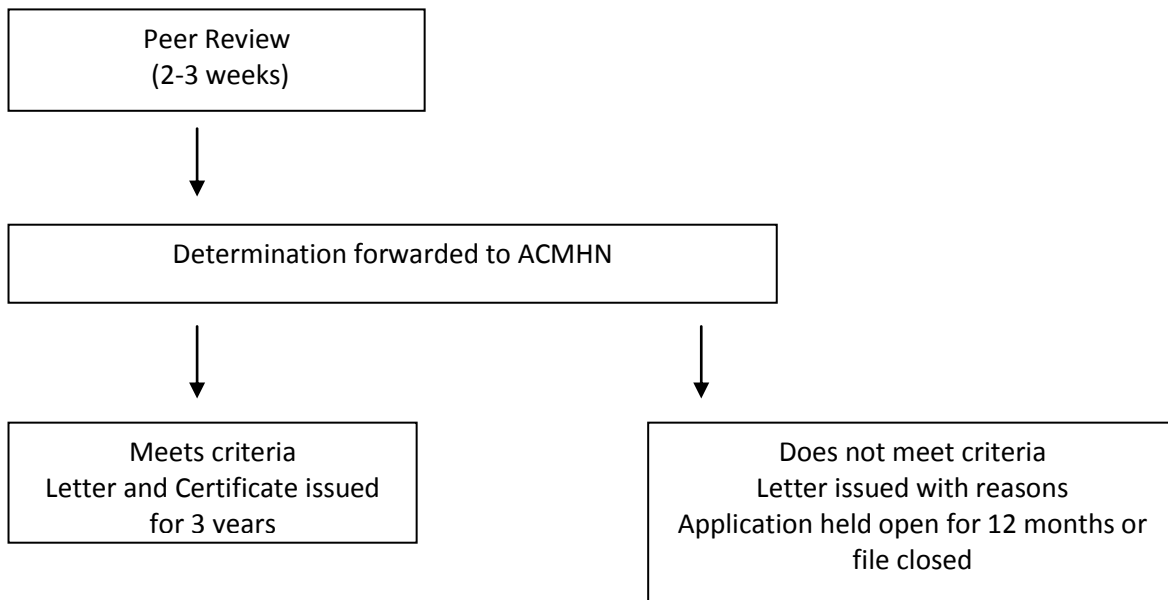 Peer Review
(2-3 weeks)
Determination forwarded to ACMHN
Meets criteria
Letter and Certificate issued
for 3 years
Does not meet criteria
Letter issued with reasons
Application held open for 12 months or
file closed